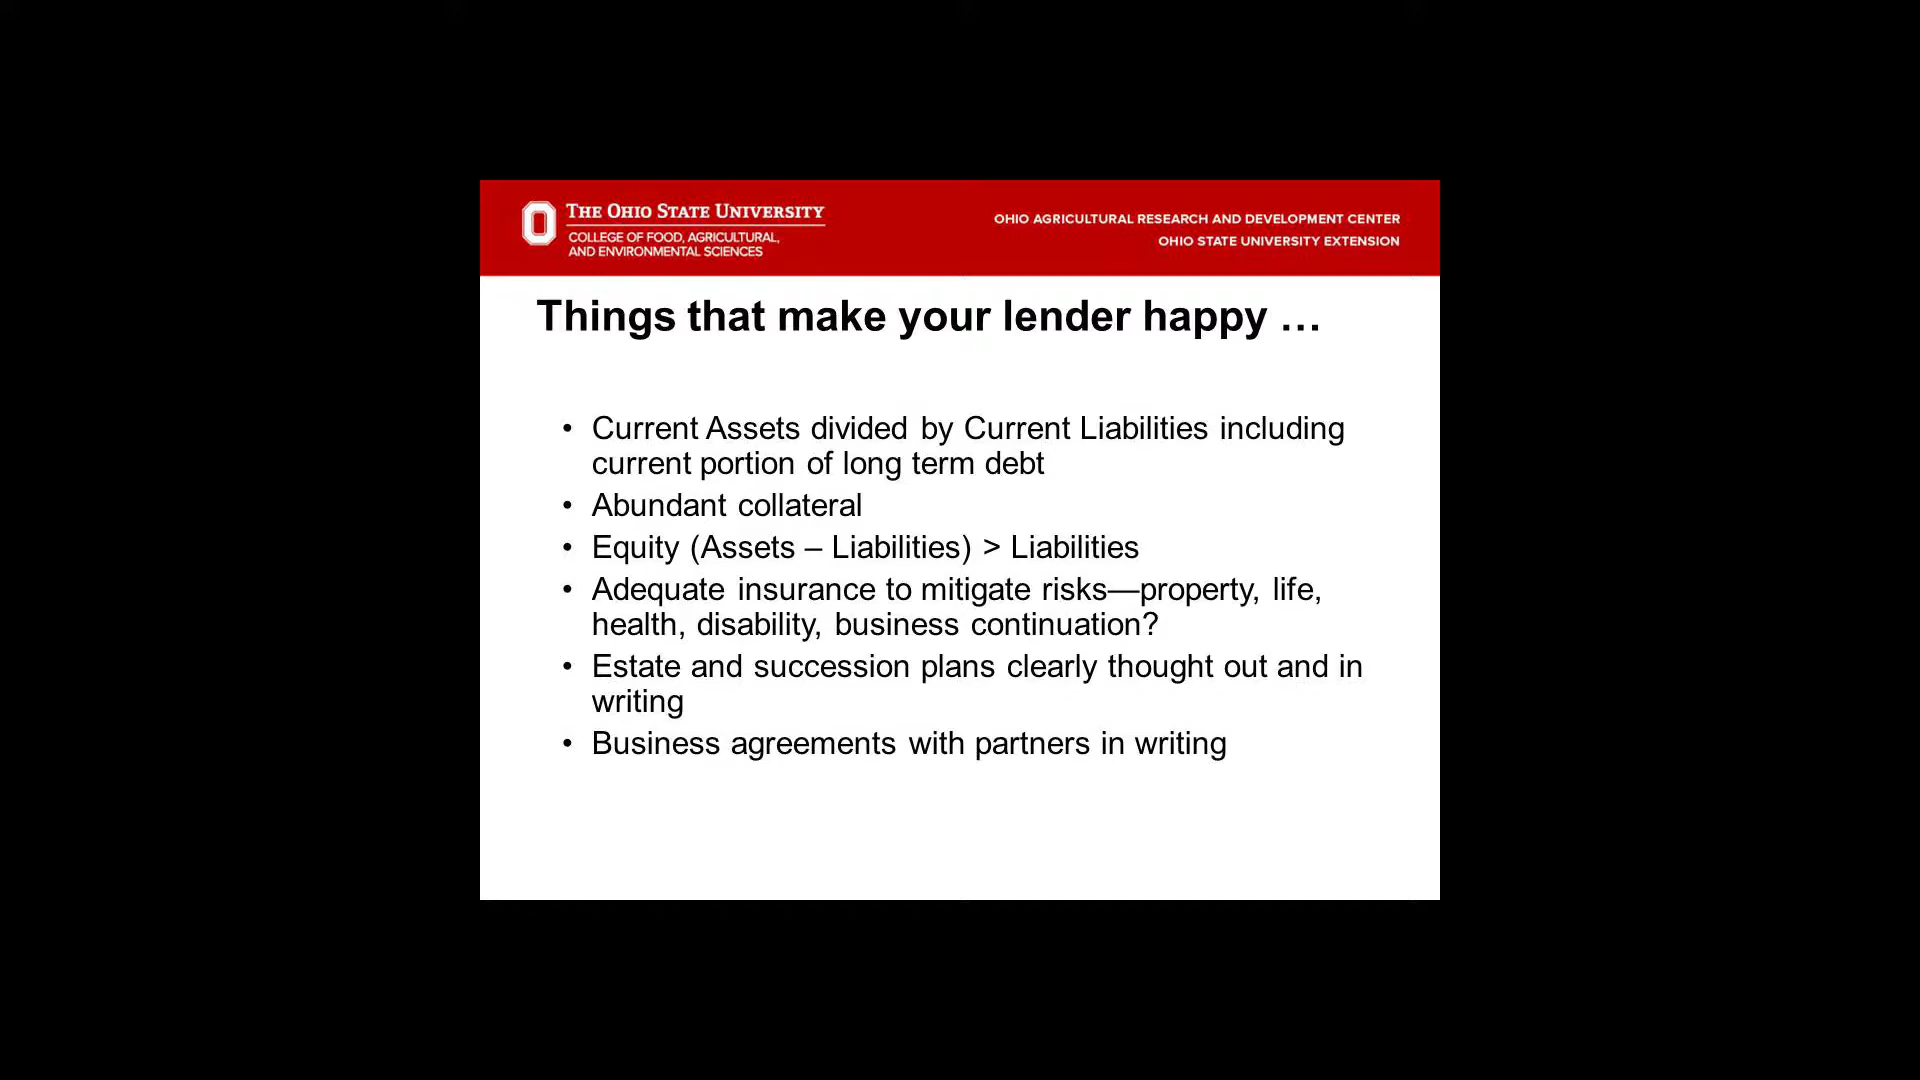 THE OHIO STATE UNIVERSITY
COLLEGE OF FOOD, AGRICULTURAL,
AND ENVIRONMENTAL SCIENCES
OHIO AGRICULTURAL RESEARCH AND DEVELOPMENT CENTER
OHIO STATE UNIVERSITY EXTENSION
Things that make your lender happy …
• Current Assets divided by Current Liabilities including
current portion of long term debt
• Abundant collateral
• Equity (Assets – Liabilities) > Liabilities
• Adequate insurance to mitigate risks—property, life,
health, disability, business continuation?
• Estate and succession plans clearly thought out and in
writing
• Business agreements with partners in writing